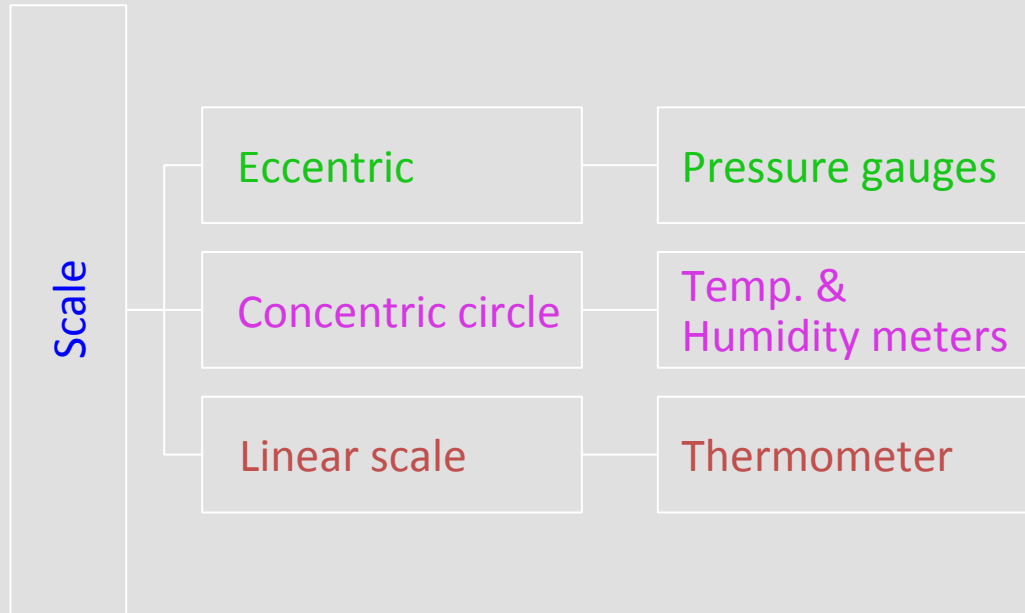 Scale
Eccentric
Pressure gauges
Concentric circle
Temp. &
Humidity meters
Linear scale
Thermometer